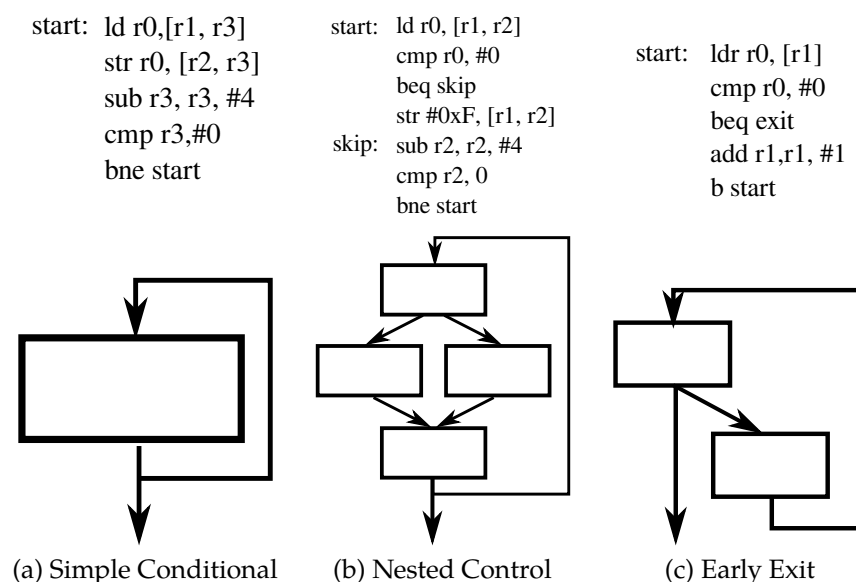 start: ld r0,[r1, r3]
str r0, [r2, r3]
sub r3, r3, #4
cmp r3,#0
bne start
start: ld r0, [r1, r2]
cmp r0, #0
beq skip
str #0xF, [r1, r2]
skip: sub r2, r2, #4
cmp r2, 0
bne start
start: ldr r0, [r1]
cmp r0, #0
beq exit
add r1,r1, #1
b start
(a) Simple Conditional
(b) Nested Control
(c) Early Exit